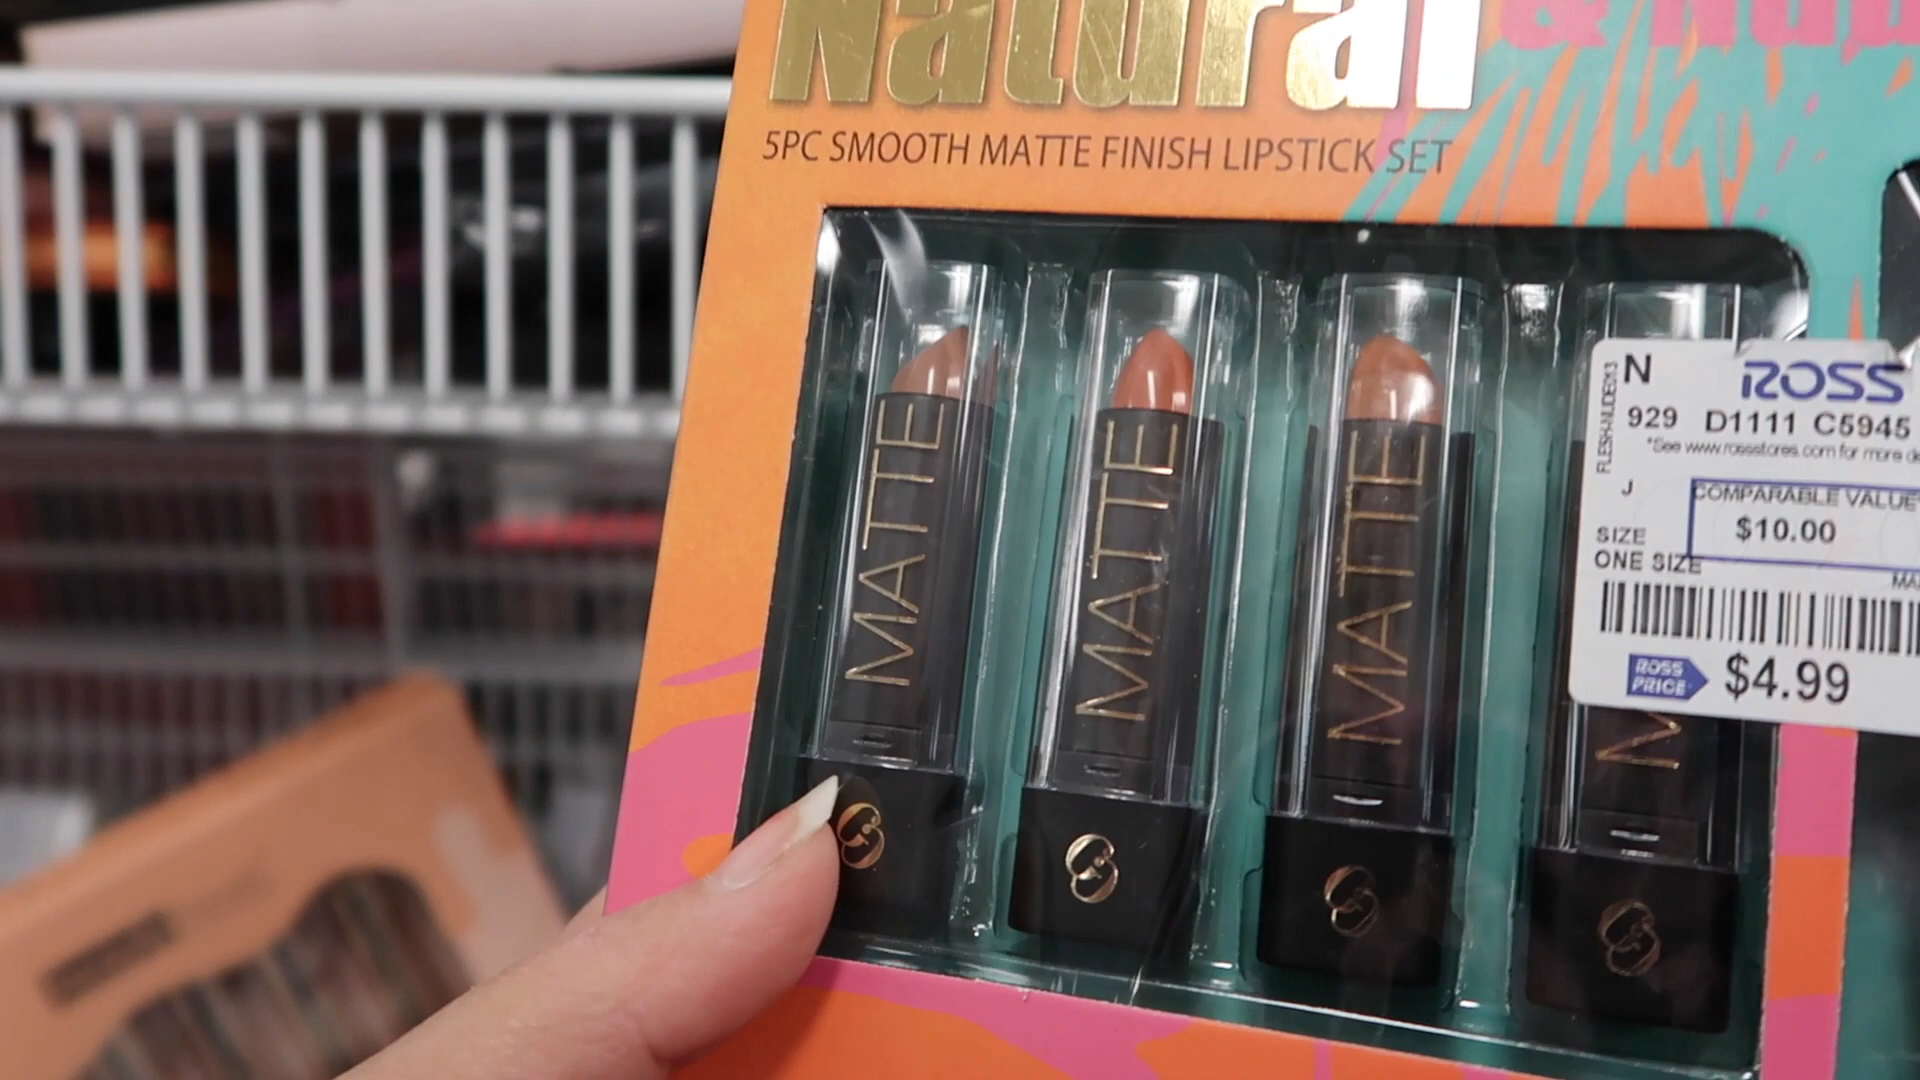 Natural
5PC SMOOTH MATTE FINISH LIPSTICK SET
MATTE
MATTE
MATTE
M
N ROSS
929 D1111 C5945
*See www.rossstores.com for more
J
COMPARABLE VALUE
$10.00
SIZE
ONE SIZE
ROSS PRICE $4.99